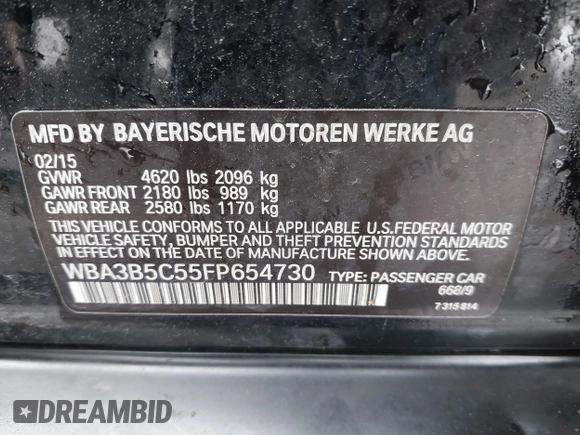 MFD BY BAYERISCHE MOTOREN WERKE AG
02/15
GVWR 4620 lbs 2096 kg
GAWR FRONT 2180 lbs 989 kg
GAWR REAR 2580 lbs 1170 kg
THIS VEHICLE CONFORMS TO ALL APPLICABLE U.S.FEDERAL MOTOR
VEHICLE SAFETY, BUMPER AND THEFT PREVENTION STANDARDS
IN EFFECT ON THE DATE OF MANUFACTURE SHOWN ABOVE.
WBA3B5C55FP654730 TYPE: PASSENGER CAR
668/9
7 315 814
DREAMBID